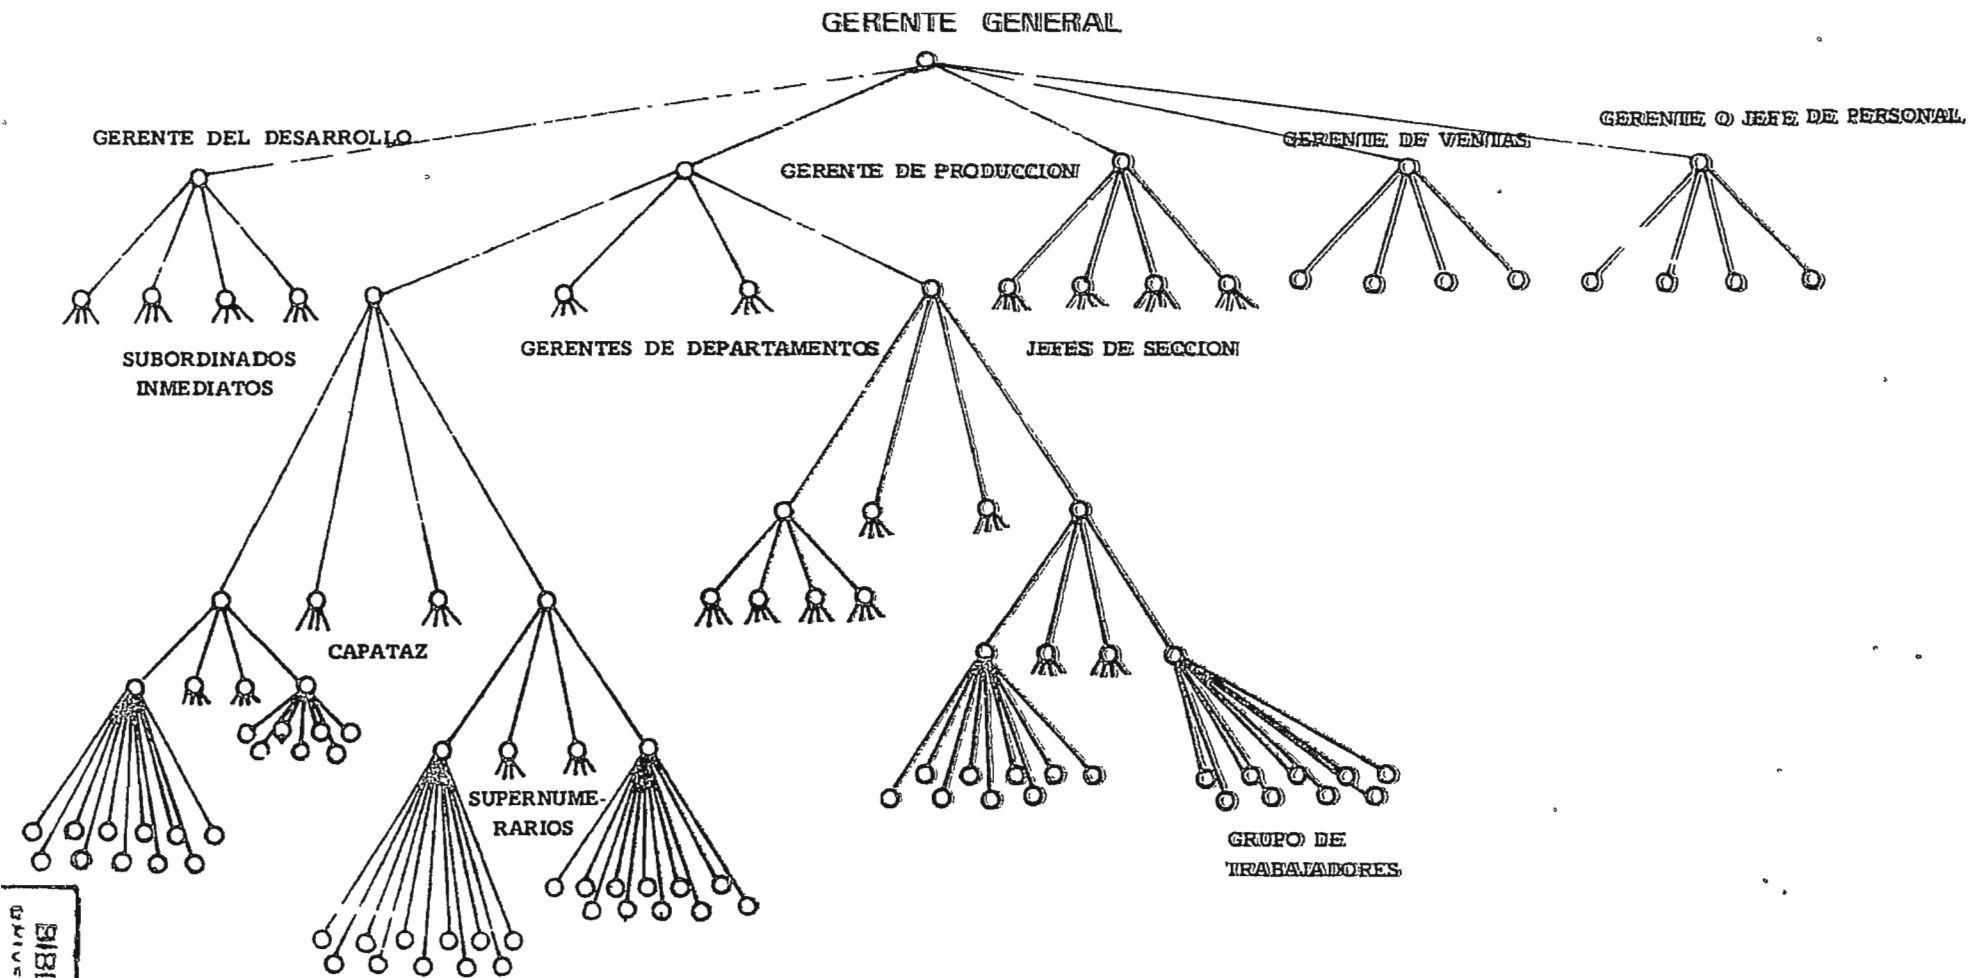 GERENTE GENERAL
GERENTE DEL DESARROLLO
GERENTE DE PRODUCCION
GERENTE DE VENTAS
GERENTE O JEFE DE PERSONAL
SUBORDINADOS
INMEDIATOS
GERENTES DE DEPARTAMENTOS
JEFES DE SECCION
CAPATAZ
SUPERNUME-
RARIOS
GRUPO DE
TRABAJADORES